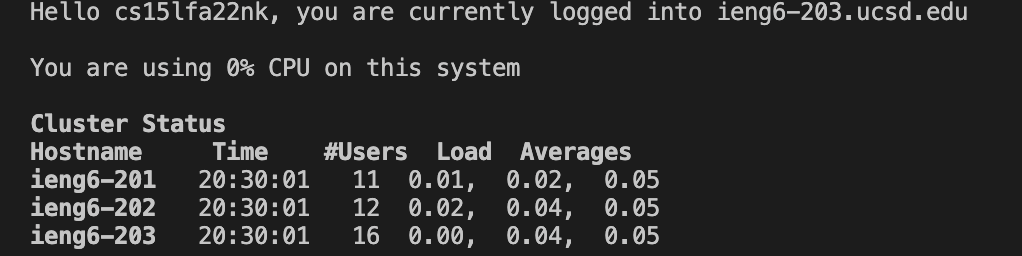 Hello cs15lfa22nk, you are currently logged into ieng6-203.ucsd.edu
You are using 0% CPU on this system
Cluster Status
Hostname     Time    #Users  Load  Averages
ieng6-201   20:30:01   11  0.01,  0.02,  0.05
ieng6-202   20:30:01   12  0.02,  0.04,  0.05
ieng6-203   20:30:01   16  0.00,  0.04,  0.05